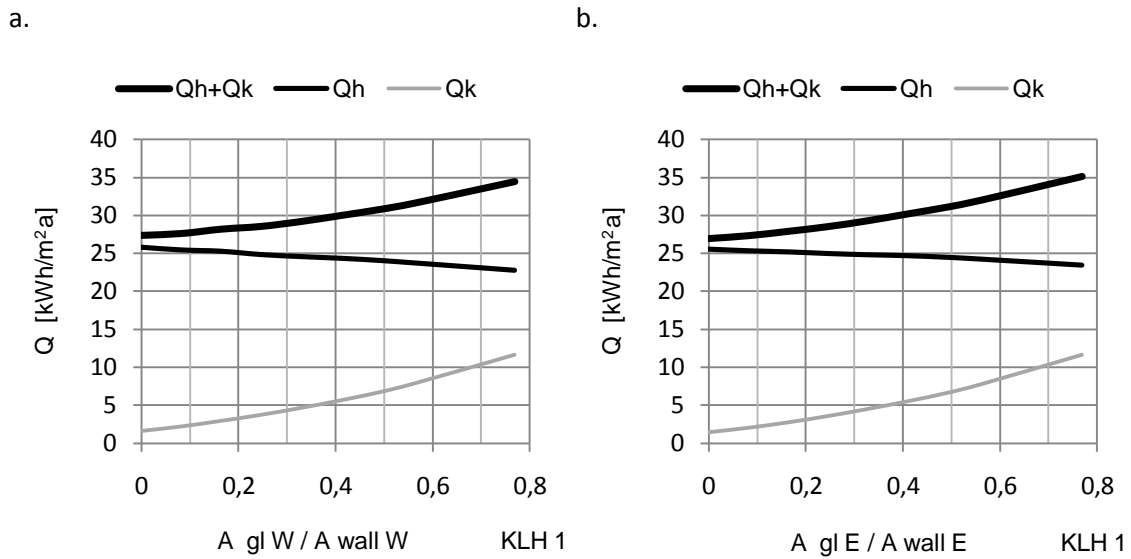 a.
Qh+Qk Qh Qk
40
35
30
25
20
15
10
5
0
Q [kWh/m²a]
0 0,2 0,4 0,6 0,8
A gl W / A wall W KLH 1
b.
Qh+Qk Qh Qk
40
35
30
25
20
15
10
5
0
Q [kWh/m²a]
0 0,2 0,4 0,6 0,8
A gl E / A wall E KLH 1